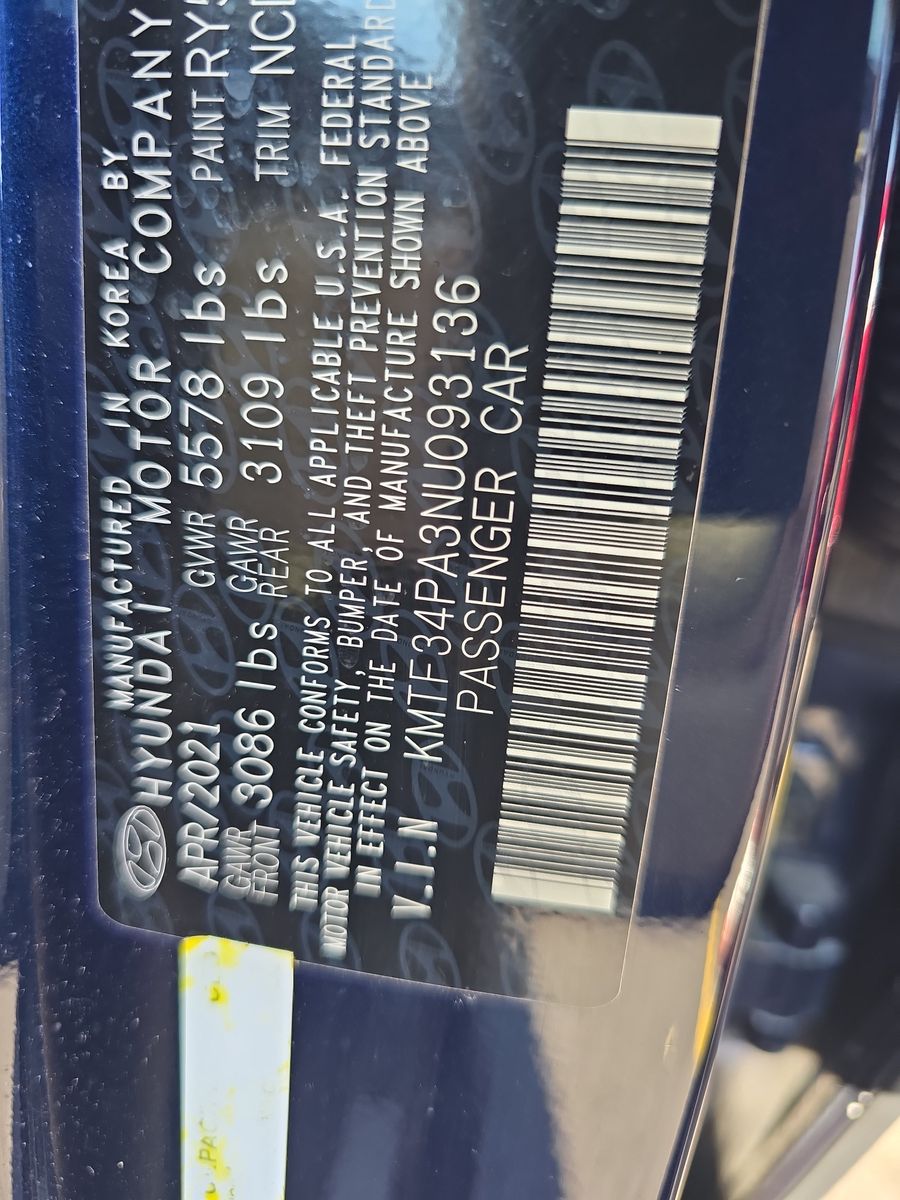 MANUFACTURED IN KOREA BY
HYUNDAI MOTOR COMPANY
APR/2021 GVWR 5578 lbs PAINT RY5
GAWR FRONT 3086 lbs GAWR REAR 3109 lbs TRIM
THIS VEHICLE CONFORMS TO ALL APPLICABLE U.S.A. FEDERAL
MOTOR VEHICLE SAFETY, BUMPER, AND THEFT PREVENTION STANDARD
IN EFFECT ON THE DATE OF MANUFACTURE SHOWN ABOVE
V.I.N KMTF34PA3NU093136
PASSENGER CAR